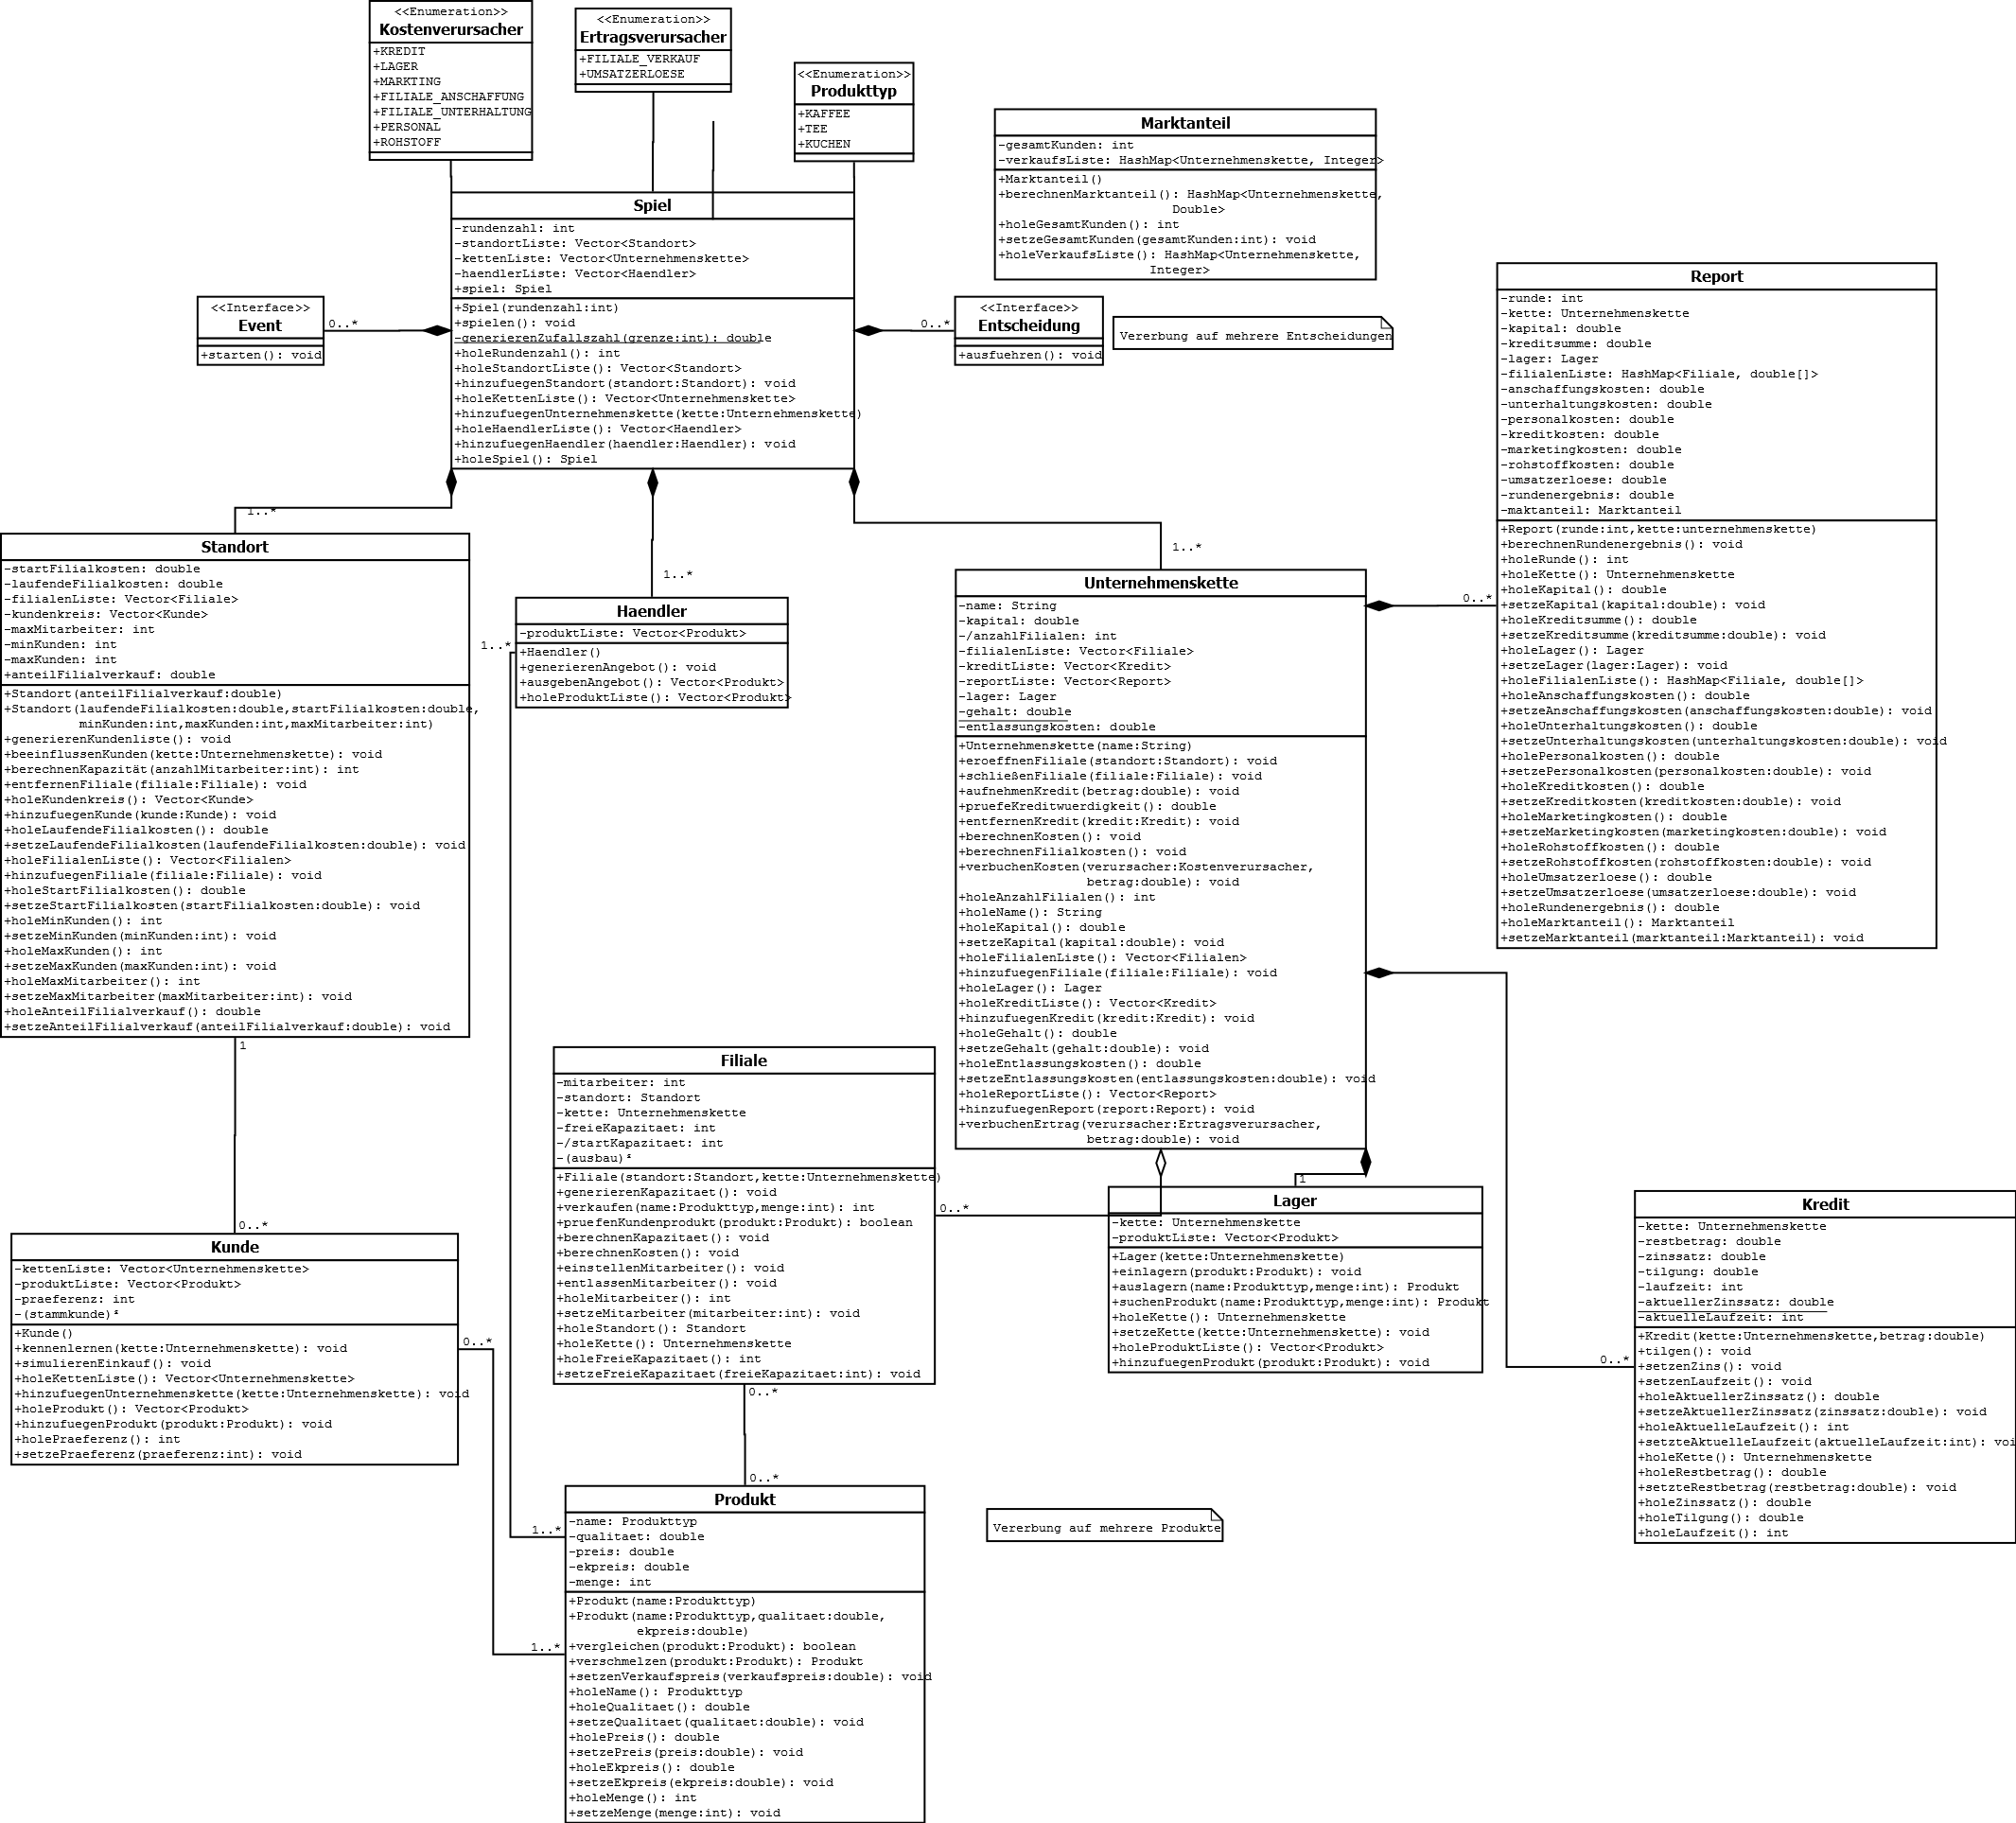 <<Enumeration>>
Kostenverursacher
+KREDIT
+LAGER
+MARKTING
+FILIALE_ANSCHAFFUNG
+FILIALE_UNTERHALTUNG
+PERSONAL
+ROHSTOFF
<<Enumeration>>
Ertragsverursacher
+FILIALE_VERKAUF
+UMSATZERLOESE
<<Enumeration>>
Produkttyp
+KAFFEE
+TEE
+KUCHEN
Marktanteil
-gesamtKunden: int
-verkaufsListe: HashMap<Unternehmenskette, Integer>
+Marktanteil()
+berechnenMarktanteil(): HashMap<Unternehmenskette,
Double>
+holeGesamtKunden(): int
+setzeGesamtKunden(gesamtKunden:int): void
+holeVerkaufsListe(): HashMap<Unternehmenskette,
Integer>
Spiel
-rundenzahl: int
-standortListe: Vector<Standort>
-kettenListe: Vector<Unternehmenskette>
-haendlerListe: Vector<Haendler>
+spiel: Spiel
+Spiel(rundenzahl:int)
+spielen(): void
-generierenZufallszahl(grenze:int): double
+holeRundenzahl(): int
+holeStandortListe(): Vector<Standort>
+hinzufuegenStandort(standort:Standort): void
+holeKettenListe(): Vector<Unternehmenskette>
+hinzufuegenUnternehmenskette(kette:Unternehmenskette)
+holeHaendlerListe(): Vector<Haendler>
+hinzufuegenHaendler(haendler:Haendler): void
+holeSpiel(): Spiel
<<Interface>>
Event
+starten(): void
0..*
0..*
<<Interface>>
Entscheidung
+ausfuehren(): void
Vererbung auf mehrere Entscheidungen
Report
-runde: int
-kette: Unternehmenskette
-kapital: double
-kreditsumme: double
-lager: Lager
-filialenListe: HashMap<Filiale, double[]>
-anschaffungskosten: double
-unterhaltungskosten: double
-personalkosten: double
-kreditkosten: double
-marketingkosten: double
-rohstoffkosten: double
-umsatzerloese: double
-rundenergebnis: double
-maktanteil: Marktanteil
+Report(runde:int,kette:unternehmenskette)
+berechnenRundenergebnis(): void
+holeRunde(): int
+holeKette(): Unternehmenskette
+holeKapital(): double
+setzeKapital(kapital:double): void
+holeKreditsumme(): double
+setzeKreditsumme(kreditsumme:double): void
+holeLager(): Lager
+setzeLager(lager:Lager): void
+holeFilialenListe(): HashMap<Filiale, double[]>
+holeAnschaffungskosten(): double
+setzeAnschaffungskosten(anschaffungskosten:double): void
+holeUnterhaltungskosten(): double
+setzeUnterhaltungskosten(unterhaltungskosten:double): void
+holePersonalkosten(): double
+setzePersonalkosten(personalkosten:double): void
+holeKreditkosten(): double
+setzeKreditkosten(kreditkosten:double): void
+holeMarketingkosten(): double
+setzeMarketingkosten(marketingkosten:double): void
+holeRohstoffkosten(): double
+setzeRohstoffkosten(rohstoffkosten:double): void
+holeUmsatzerloese(): double
+setzeUmsatzerloese(umsatzerloese:double): void
+holeRundenergebnis(): double
+holeMarktanteil(): Marktanteil
+setzeMarktanteil(marktanteil:Marktanteil): void
1..*
1..*
1..*
0..*
Standort
-startFilialkosten: double
-laufendeFilialkosten: double
-filialenListe: Vector<Filiale>
-kundenkreis: Vector<Kunde>
-maxMitarbeiter: int
-minKunden: int
-maxKunden: int
+anteilFilialverkauf: double
+Standort(anteilFilialverkauf:double)
+Standort(laufendeFilialkosten:double,startFilialkosten:double,
minKunden:int,maxKunden:int,maxMitarbeiter:int)
+generierenKundenliste(): void
+beeinflussenKunden(kette:Unternehmenskette): void
+berechnenKapazität(anzahlMitarbeiter:int): int
+entfernenFiliale(filiale:Filiale): void
+holeKundenkreis(): Vector<Kunde>
+hinzufuegenKunde(kunde:Kunde): void
+holeLaufendeFilialkosten(): double
+setzeLaufendeFilialkosten(laufendeFilialkosten:double): void
+holeFilialenListe(): Vector<Filialen>
+hinzufuegenFiliale(filiale:Filiale): void
+holeStartFilialkosten(): double
+setzeStartFilialkosten(startFilialkosten:double): void
+holeMinKunden(): int
+setzeMinKunden(minKunden:int): void
+holeMaxKunden(): int
+setzeMaxKunden(maxKunden:int): void
+holeMaxMitarbeiter(): int
+setzeMaxMitarbeiter(maxMitarbeiter:int): void
+holeAnteilFilialverkauf(): double
+setzeAnteilFilialverkauf(anteilFilialverkauf:double): void
Haendler
-produktListe: Vector<Produkt>
+Haendler()
+generierenAngebot(): void
+ausgebenAngebot(): Vector<Produkt>
+holeProduktListe(): Vector<Produkt>
1..*
Unternehmenskette
-name: String
-kapital: double
-/anzahlFilialen: int
-filialenListe: Vector<Filiale>
-kreditListe: Vector<Kredit>
-reportListe: Vector<Report>
-lager: Lager
-gehalt: double
-entlassungskosten: double
+Unternehmenskette(name:String)
+eroeffnenFiliale(standort:Standort): void
+schließenFiliale(filiale:Filiale): void
+aufnehmenKredit(betrag:double): void
+pruefeKreditwuerdigkeit(): double
+entfernenKredit(kredit:Kredit): void
+berechnenKosten(): void
+berechnenFilialkosten(): void
+verbuchenKosten(verursacher:Kostenverursacher,
betrag:double): void
+holeAnzahlFilialen(): int
+holeName(): String
+holeKapital(): double
+setzeKapital(kapital:double): void
+holeFilialenListe(): Vector<Filialen>
+hinzufuegenFiliale(filiale:Filiale): void
+holeLager(): Lager
+holeKreditListe(): Vector<Kredit>
+hinzufuegenKredit(kredit:Kredit): void
+holeGehalt(): double
+setzeGehalt(gehalt:double): void
+holeEntlassungskosten(): double
+setzeEntlassungskosten(entlassungskosten:double): void
+holeReportListe(): Vector<Report>
+hinzufuegenReport(report:Report): void
+verbuchenErtrag(verursacher:Ertragsverursacher,
betrag:double): void
1
0..*
Filiale
-mitarbeiter: int
-standort: Standort
-kette: Unternehmenskette
-freieKapazitaet: int
-/startKapazitaet: int
-(ausbau)*
+Filiale(standort:Standort,kette:Unternehmenskette)
+generierenKapazitaet(): void
+verkaufen(name:Produkttyp,menge:int): int
+pruefenKundenprodukt(produkt:Produkt): boolean
+berechnenKapazitaet(): void
+berechnenKosten(): void
+einstellenMitarbeiter(): void
+entlassenMitarbeiter(): void
+holeMitarbeiter(): int
+setzeMitarbeiter(mitarbeiter:int): void
+holeStandort(): Standort
+holeKette(): Unternehmenskette
+holeFreieKapazitaet(): int
+setzeFreieKapazitaet(freieKapazitaet:int): void
0..*
1
Lager
-kette: Unternehmenskette
-produktListe: Vector<Produkt>
+Lager(kette:Unternehmenskette)
+einlagern(produkt:Produkt): void
+auslagern(name:Produkttyp,menge:int): Produkt
+suchenProdukt(name:Produkttyp,menge:int): Produkt
+holeKette(): Unternehmenskette
+setzeKette(kette:Unternehmenskette): void
+holeProduktListe(): Vector<Produkt>
+hinzufuegenProdukt(produkt:Produkt): void
0..*
Kredit
-kette: Unternehmenskette
-restbetrag: double
-zinssatz: double
-tilgung: double
-laufzeit: int
-aktuellerZinssatz: double
-aktuelleLaufzeit: int
+Kredit(kette:Unternehmenskette,betrag:double)
+tilgen(): void
+setzenZins(): void
+setzenLaufzeit(): void
+holeAktuellerZinssatz(): double
+setzeAktuellerZinssatz(zinssatz:double): void
+holeAktuelleLaufzeit(): int
+setzteAktuelleLaufzeit(aktuelleLaufzeit:int): voi
+holeKette(): Unternehmenskette
+holeRestbetrag(): double
+setzteRestbetrag(restbetrag:double): void
+holeZinssatz(): double
+holeTilgung(): double
+holeLaufzeit(): int
Kunde
-kettenListe: Vector<Unternehmenskette>
-produktListe: Vector<Produkt>
-praeferenz: int
-(stammkunde)*
+Kunde()
+kennenlernen(kette:Unternehmenskette): void
+simulierenEinkauf(): void
+holeKettenListe(): Vector<Unternehmenskette>
+hinzufuegenUnternehmenskette(kette:Unternehmenskette): void
+holeProdukt(): Vector<Produkt>
+hinzufuegenProdukt(produkt:Produkt): void
+holePraeferenz(): int
+setzePraeferenz(praeferenz:int): void
0..*
0..*
0..*
1..*
1..*
Produkt
-name: Produkttyp
-qualitaet: double
-preis: double
-ekpreis: double
-menge: int
+Produkt(name:Produkttyp)
+Produkt(name:Produkttyp,qualitaet:double,
ekpreis:double)
+vergleichen(produkt:Produkt): boolean
+verschmelzen(produkt:Produkt): Produkt
+setzenVerkaufspreis(verkaufspreis:double): void
+holeName(): Produkttyp
+holeQualitaet(): double
+setzeQualitaet(qualitaet:double): void
+holePreis(): double
+setzePreis(preis:double): void
+holeEkpreis(): double
+setzeEkpreis(ekpreis:double): void
+holeMenge(): int
+setzeMenge(menge:int): void
Vererbung auf mehrere Produkte